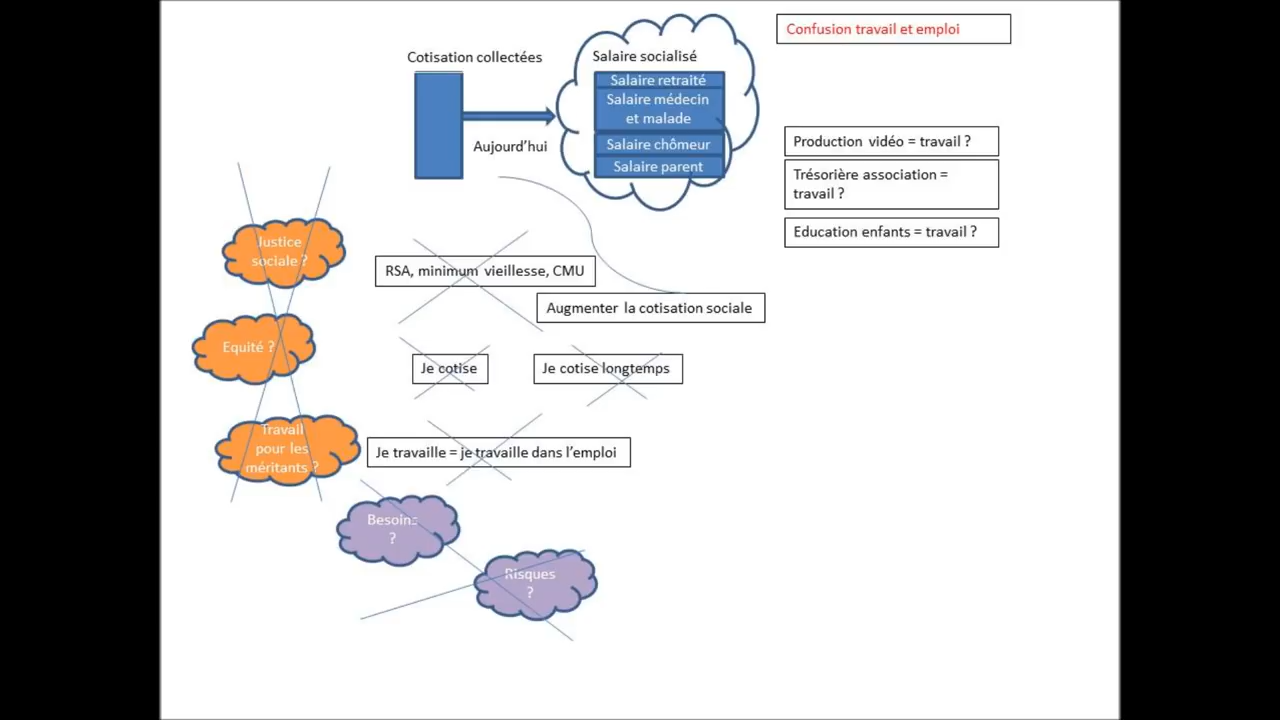 Confusion travail et emploi
Cotisation collectées
Salaire socialisé
Salaire retraité
Salaire médecin
et malade
Salaire chômeur
Salaire parent
Aujourd'hui
Production vidéo = travail ?
Trésorière association =
travail ?
Education enfants = travail ?
Justice
sociale ?
RSA, minimum vieillesse, CMU
Augmenter la cotisation sociale
Equité ?
Je cotise
Je cotise longtemps
Travail
pour les
méritants ?
Je travaille = je travaille dans l'emploi
Besoins
?
Risques
?